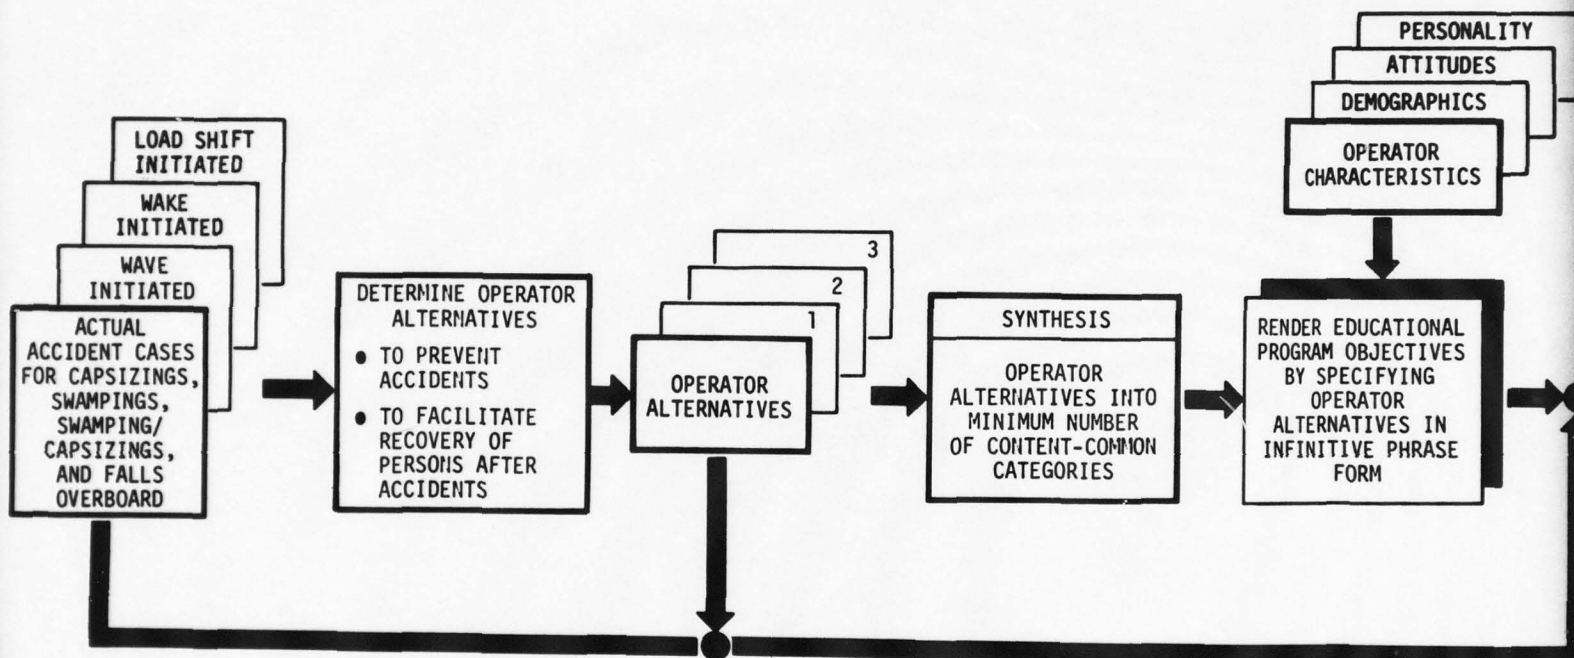 LOAD SHIFT
INITIATED
WAKE
INITIATED
WAVE
INITIATED
ACTUAL
ACCIDENT CASES
FOR CAPSIZINGS,
SWAMPINGS,
SWAMPING/
CAPSIZINGS,
AND FALLS
OVERBOARD
DETERMINE OPERATOR
ALTERNATIVES
● TO PREVENT
ACCIDENTS
● TO FACILITATE
RECOVERY OF
PERSONS AFTER
ACCIDENTS
3
2
1
OPERATOR
ALTERNATIVES
SYNTHESIS
OPERATOR
ALTERNATIVES INTO
MINIMUM NUMBER
OF CONTENT-COMMON
CATEGORIES
PERSONALITY
ATTITUDES
DEMOGRAPHICS
OPERATOR
CHARACTERISTICS
RENDER EDUCATIONAL
PROGRAM OBJECTIVES
BY SPECIFYING
OPERATOR
ALTERNATIVES IN
INFINITIVE PHRASE
FORM